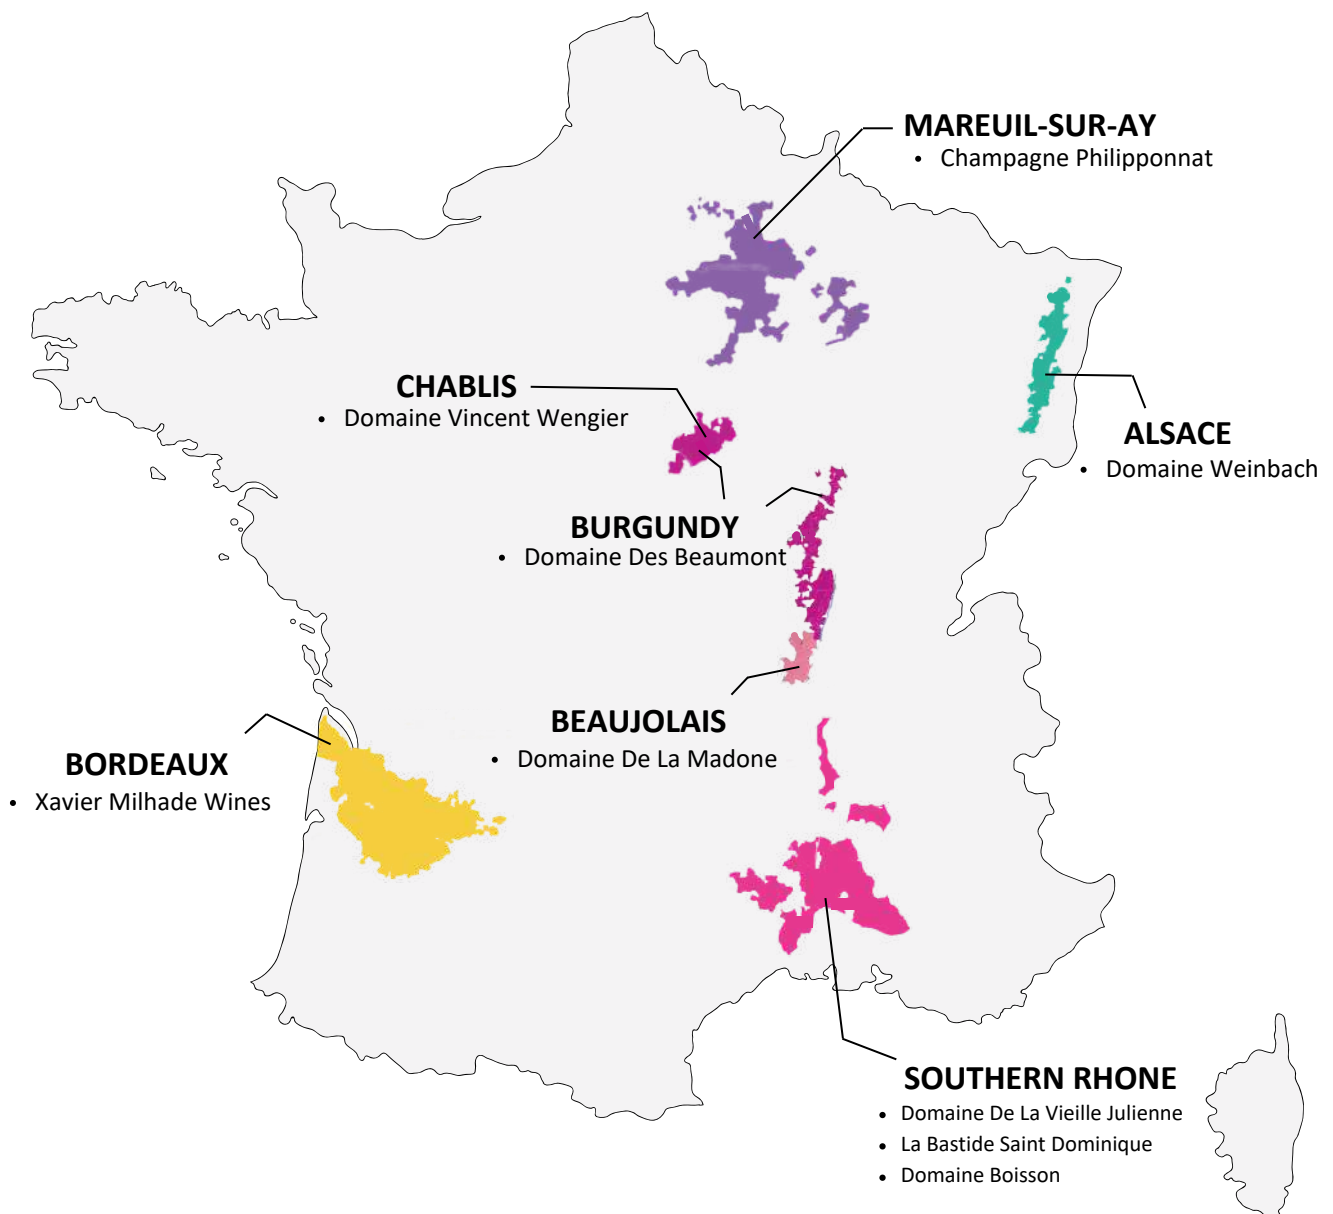 MAREUIL-SUR-AY
• Champagne Philipponnat
CHABLIS
• Domaine Vincent Wengier
ALSACE
• Domaine Weinbach
BURGUNDY
• Domaine Des Beaumont
BEAUJOLAIS
• Domaine De La Madone
BORDEAUX
• Xavier Milhade Wines
SOUTHERN RHONE
• Domaine De La Vieille Julienne
• La Bastide Saint Dominique
• Domaine Boisson